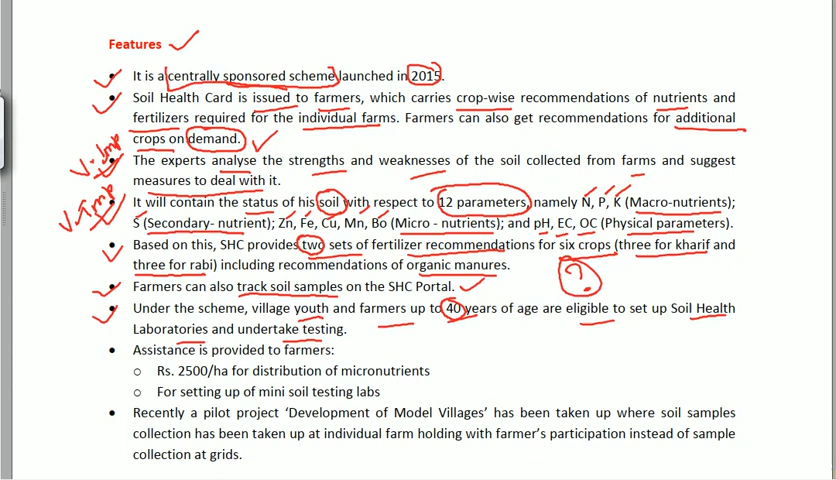 Features
It is a centrally sponsored scheme launched in 2015.
Soil Health Card is issued to farmers, which carries crop-wise recommendations of nutrients and
fertilizers required for the individual farms. Farmers can also get recommendations for additional
crops on demand.
V. Imp
The experts analyse the strengths and weaknesses of the soil collected from farms and suggest
measures to deal with it.
V. Imp
It will contain the status of his soil with respect to 12 parameters, namely N, P, K (Macro-nutrients);
S (Secondary- nutrient); Zn, Fe, Cu, Mn, Bo (Micro - nutrients); and pH, EC, OC (Physical parameters).
Based on this, SHC provides two sets of fertilizer recommendations for six crops (three for kharif and
three for rabi) including recommendations of organic manures.
?
Farmers can also track soil samples on the SHC Portal.
Under the scheme, village youth and farmers up to 40 years of age are eligible to set up Soil Health
Laboratories and undertake testing.
Assistance is provided to farmers:
Rs. 2500/ha for distribution of micronutrients
For setting up of mini soil testing labs
Recently a pilot project ‘Development of Model Villages’ has been taken up where soil samples
collection has been taken up at individual farm holding with farmer’s participation instead of sample
collection at grids.